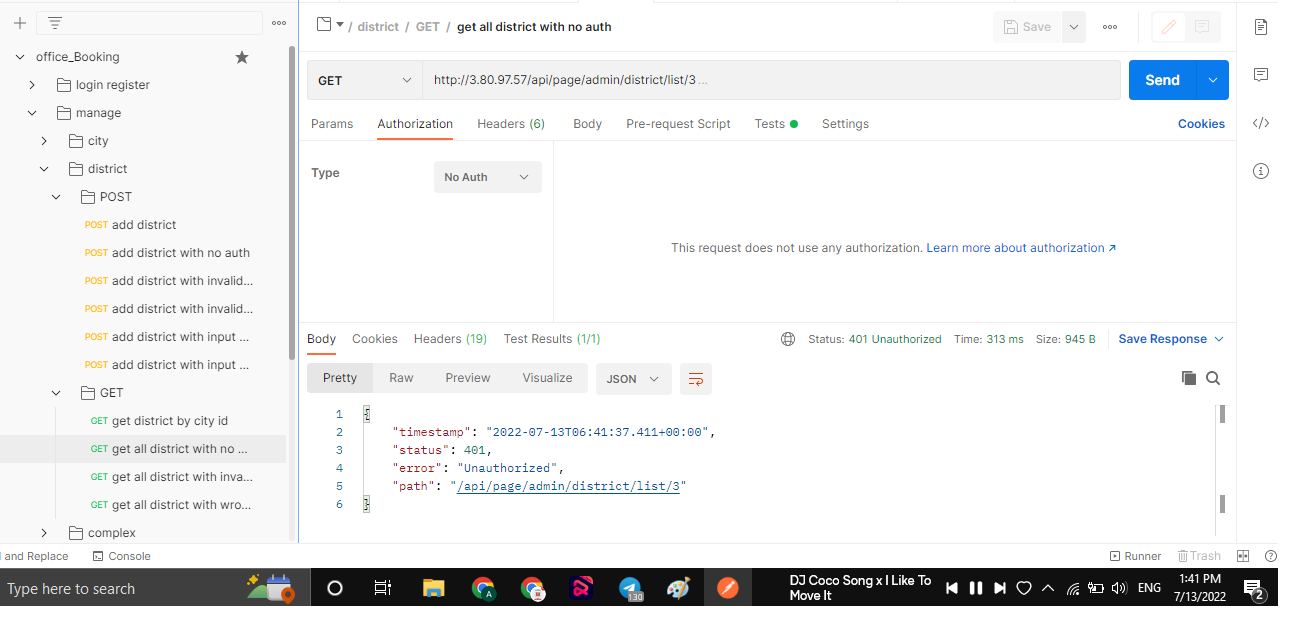 / district / GET / get all district with no auth
Save
office_Booking
login register
manage
city
district
POST
POST add district
POST add district with no auth
POST add district with invalid...
POST add district with invalid...
POST add district with input ...
POST add district with input ...
GET
GET get district by city id
GET get all district with no ...
GET get all district with inva...
GET get all district with wro...
complex
GET
http://3.80.97.57/api/page/admin/district/list/3...
Send
Params
Authorization
Headers (6)
Body
Pre-request Script
Tests
Settings
Cookies
Type
No Auth
This request does not use any authorization. Learn more about authorization ↗
Body
Cookies
Headers (19)
Test Results (1/1)
Status: 401 Unauthorized
Time: 313 ms
Size: 945 B
Save Response
Pretty
Raw
Preview
Visualize
JSON
1 {
2 "timestamp": "2022-07-13T06:41:37.411+00:00",
3 "status": 401,
4 "error": "Unauthorized",
5 "path": "/api/page/admin/district/list/3"
6 }
and Replace
Console
Runner
Trash
Type here to search
A
130
DJ Coco Song x I Like To
Move It
ENG
1:41 PM
7/13/2022
2